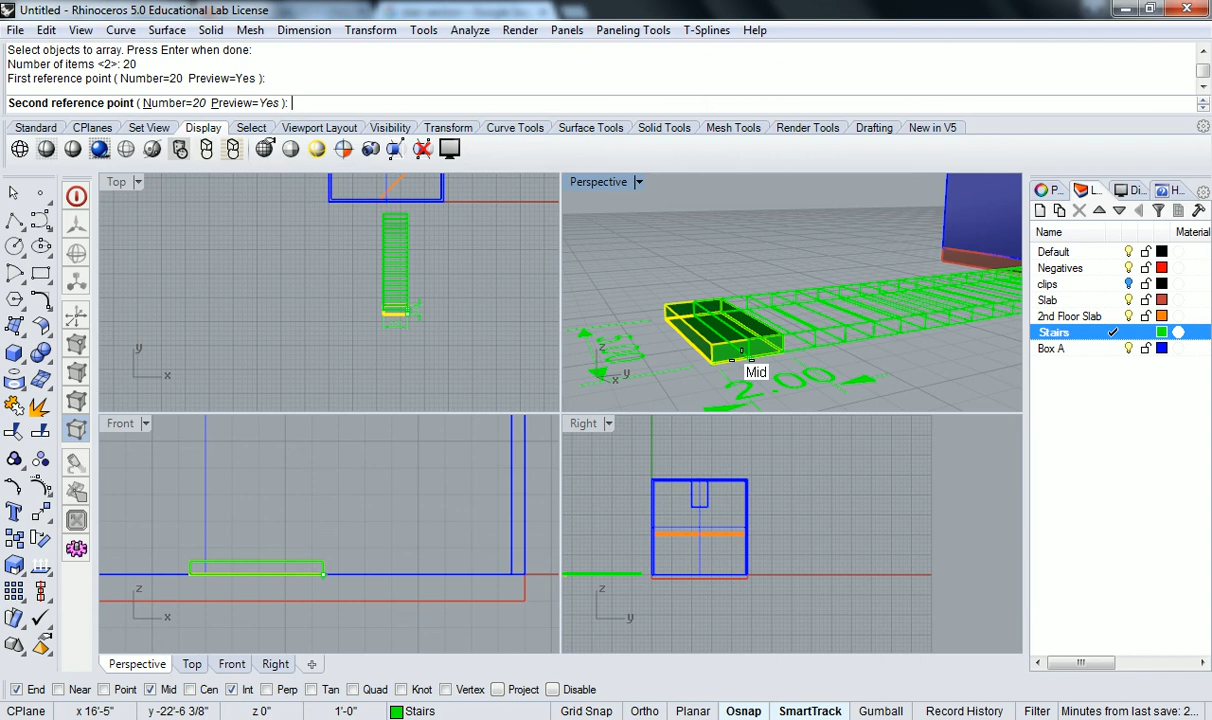 Untitled - Rhinoceros 5.0 Educational Lab License
File Edit View Curve Surface Solid Mesh Dimension Transform Tools Analyze Render Panels Paneling Tools T-Splines Help
Select objects to array. Press Enter when done:
Number of items <2>: 20
First reference point ( Number=20 Preview=Yes ):
Second reference point ( Number=20 Preview=Yes ):
Standard CPlanes Set View Display Select Viewport Layout Visibility Transform Curve Tools Surface Tools Solid Tools Mesh Tools Render Tools Drafting New in V5
Top
Perspective
P... L... Di... H...
Name Material
Default
Negatives
clips
Slab
2nd Floor Slab
Stairs
Box A
y
x
z
y
x
Mid
2.00
Front
Right
z
x
z
y
Perspective Top Front Right
End Near Point Mid Cen Int Perp Tan Quad Knot Vertex Project Disable
CPlane x 16'-5" y -22'-6 3/8" z 0" 1'-0" Stairs Grid Snap Ortho Planar Osnap SmartTrack Gumball Record History Filter Minutes from last save: 2...